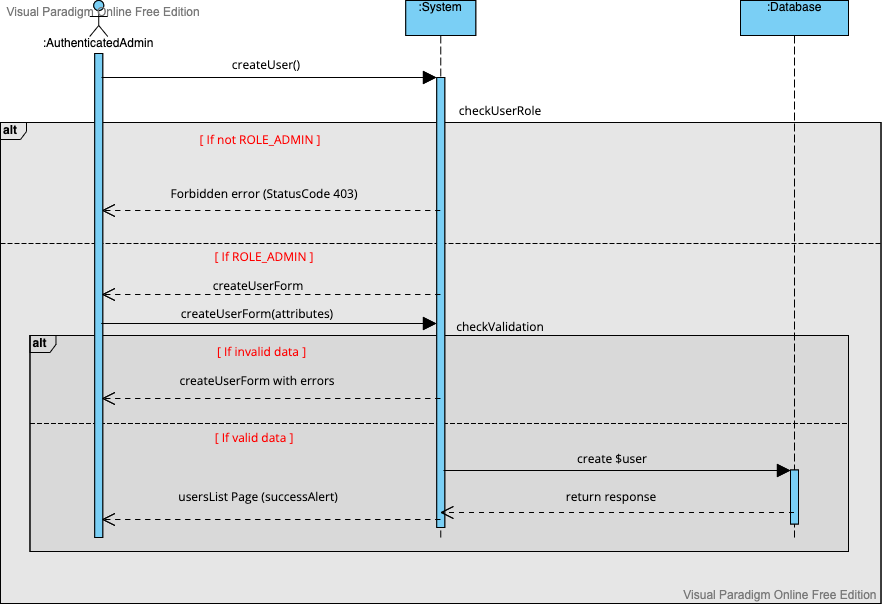 Visual Paradigm Online Free Edition
:System
:Database
:AuthenticatedAdmin
createUser()
checkUserRole
alt
[ If not ROLE_ADMIN ]
Forbidden error (StatusCode 403)
[ If ROLE_ADMIN ]
createUserForm
createUserForm(attributes)
checkValidation
alt
[ If invalid data ]
createUserForm with errors
[ If valid data ]
create $user
usersList Page (successAlert)
return response
Visual Paradigm Online Free Edition